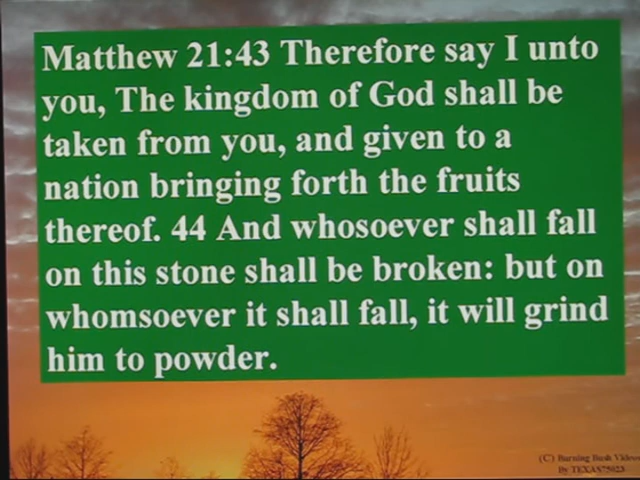 Matthew 21:43 Therefore say I unto
you, The kingdom of God shall be
taken from you, and given to a
nation bringing forth the fruits
thereof. 44 And whosoever shall fall
on this stone shall be broken: but on
whomsoever it shall fall, it will grind
him to powder.
(C) Burning Bush Videos
By TEXAS75023